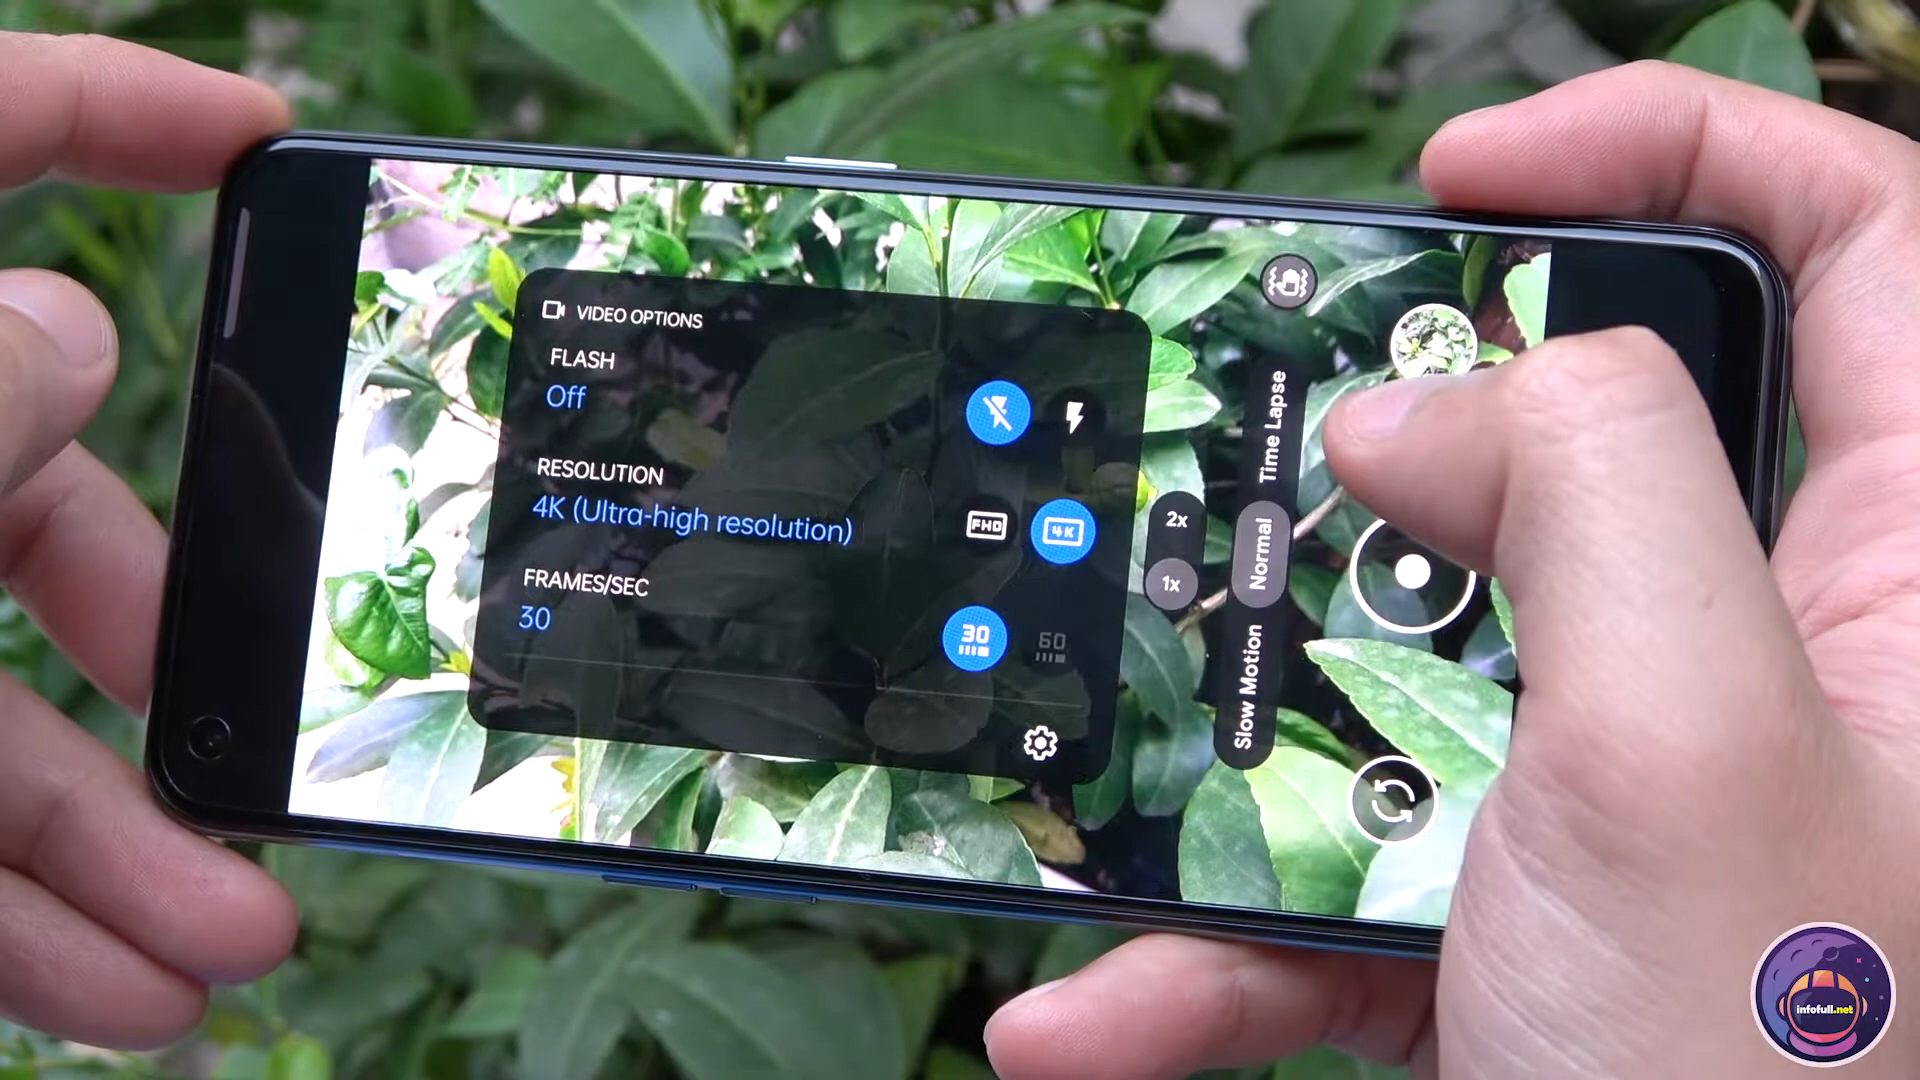 VIDEO OPTIONS
FLASH
Off
RESOLUTION
4K (Ultra-high resolution)
FHD
4K
FRAMES/SEC
30
30
60
2x
1x
Time Lapse
Normal
Slow Motion
infofull.net